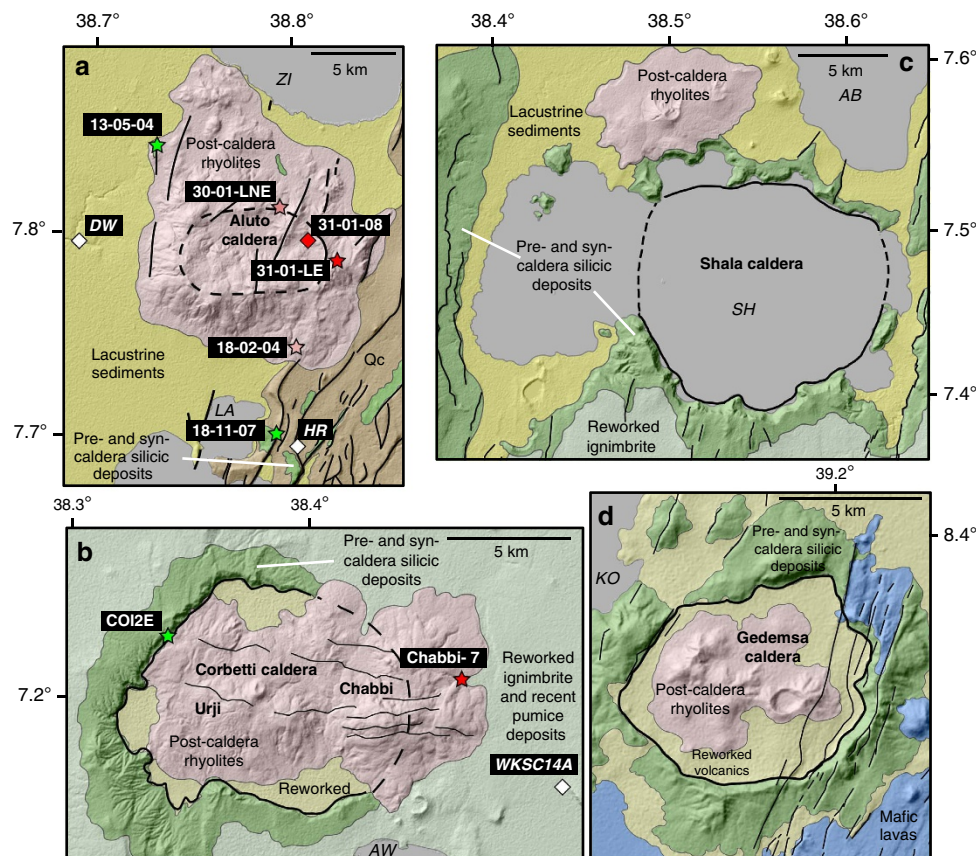 38.7°
38.8°
38.4°
38.5°
38.6°
a
ZI
5 km
13-05-04
Post-caldera
rhyolites
30-01-LNE
Aluto
caldera
31-01-08
7.8°
DW
31-01-LE
18-02-04
Lacustrine
sediments
Qc
LA
18-11-07
HR
7.7°
Pre- and syn-
caldera silicic
deposits
c
7.6°
5 km
AB
Post-caldera
rhyolites
Lacustrine
sediments
7.5°
Pre- and syn-
caldera silicic
deposits
Shala caldera
SH
7.4°
Reworked
ignimbrite
38.3°
38.4°
b
Pre- and syn-
caldera silicic
deposits
5 km
COI2E
Corbetti caldera
Chabbi- 7
Chabbi
Urji
7.2°
Reworked
ignimbrite
and recent
pumice
deposits
Post-caldera
rhyolites
WKSC14A
Reworked
AW
39.2°
d
5 km
8.4°
Pre- and syn-
caldera silicic
deposits
KO
Gedemsa
caldera
Post-caldera
rhyolites
Reworked
volcanics
Mafic
lavas